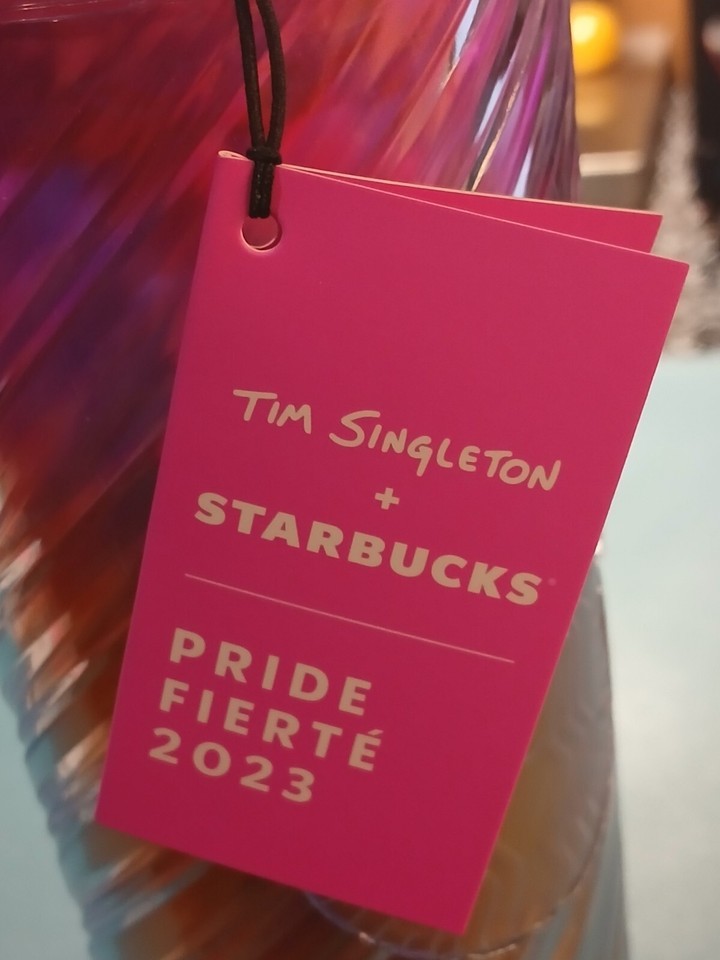 TIM SINGLETON
+
STARBUCKS®
PRIDE
FIERTÉ
2023